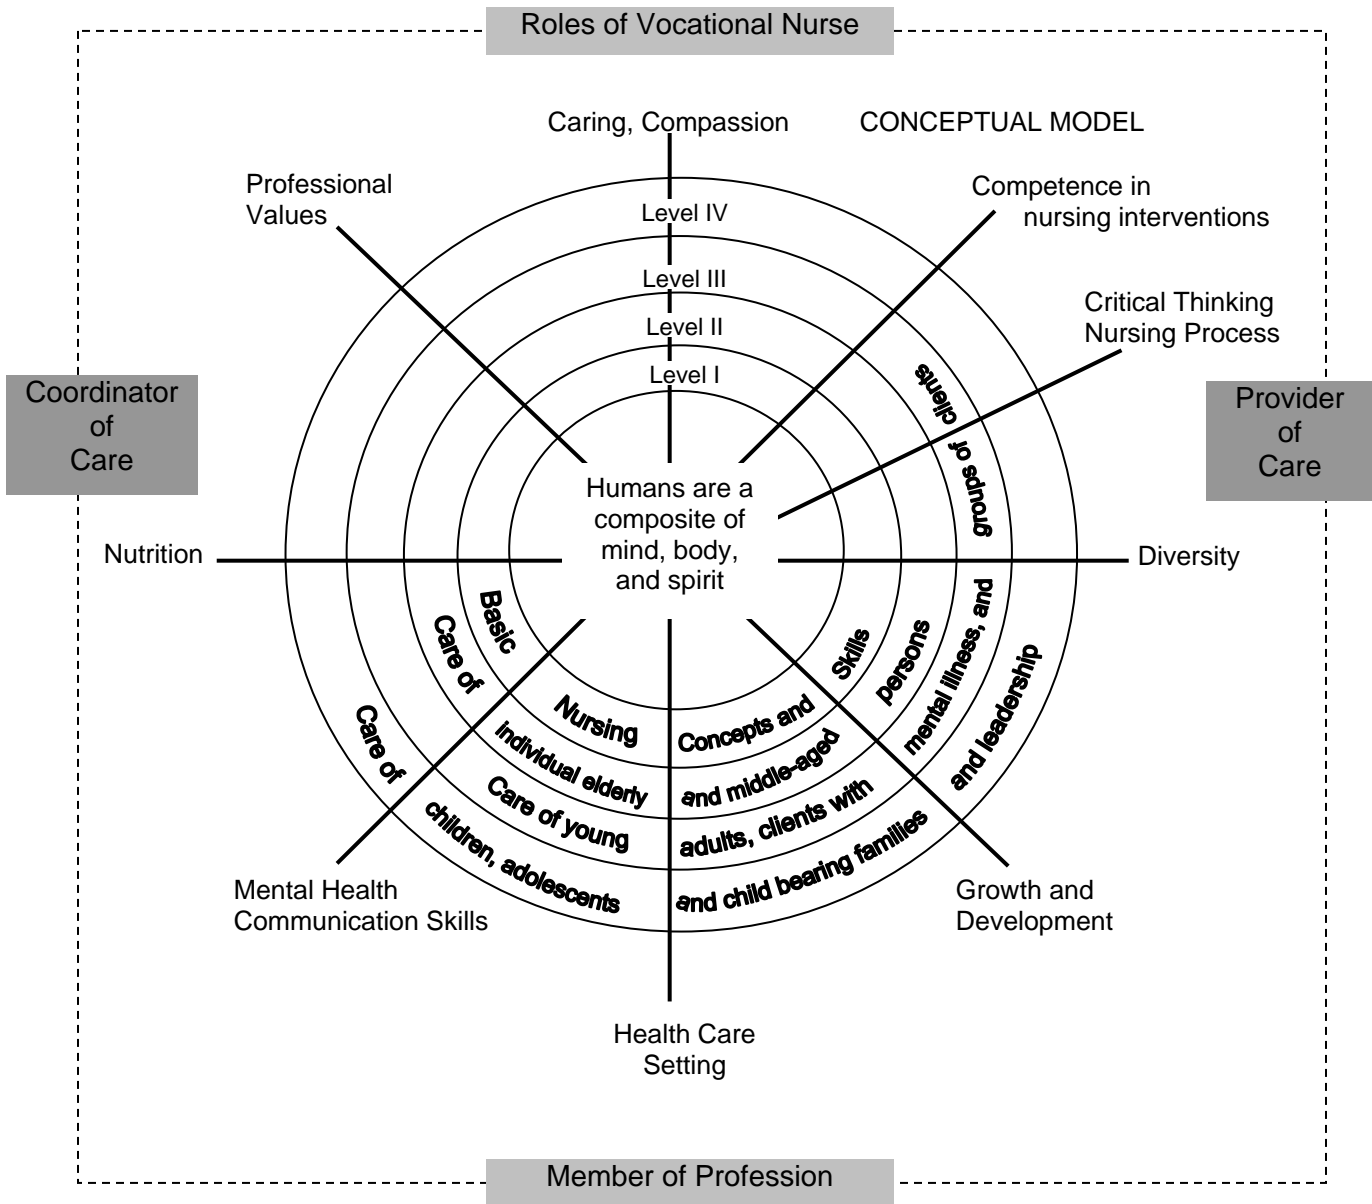 Roles of Vocational Nurse
Caring, Compassion
CONCEPTUAL MODEL
Professional
Values
Competence in
nursing interventions
Critical Thinking
Nursing Process
Level IV
Level III
Level II
Level I
Coordinator
of
Care
Provider
of
Care
Humans are a
composite of
mind, body,
and spirit
Nutrition
Diversity
Basic Nursing Concepts and Skills
Care of individual elderly and middle-aged persons
Care of young adults, clients with mental illness, and groups of clients
Care of children, adolescents and child bearing families and leadership
Mental Health
Communication Skills
Growth and
Development
Health Care
Setting
Member of Profession